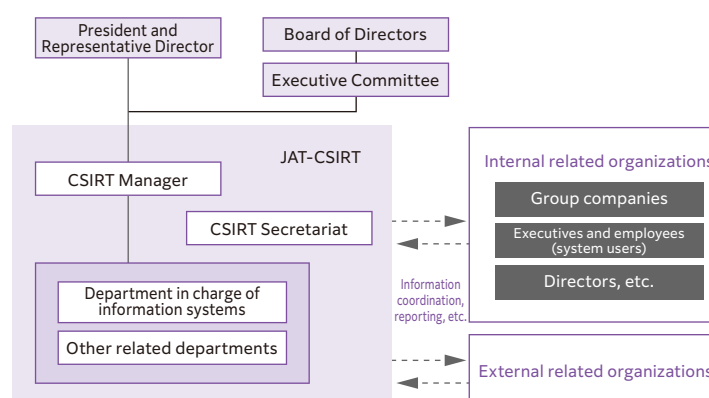 President and
Representative Director
Board of Directors
Executive Committee
JAT-CSIRT
CSIRT Manager
CSIRT Secretariat
Department in charge of
information systems
Other related departments
Information
coordination,
reporting, etc.
Internal related organizations
Group companies
Executives and employees
(system users)
Directors, etc.
External related organizations